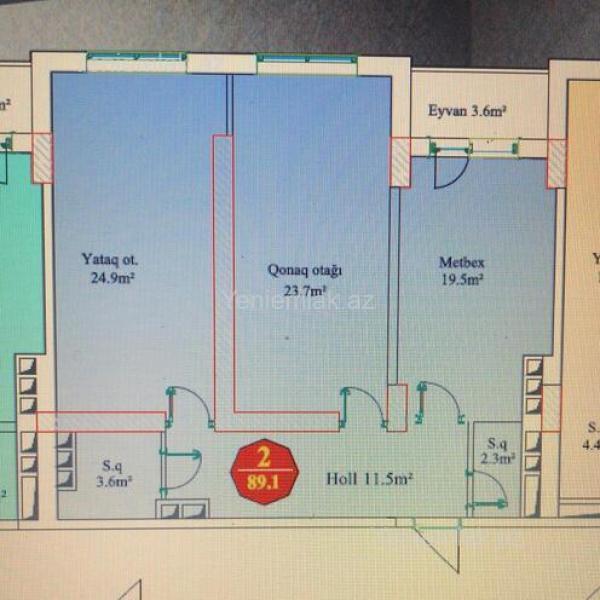 m²
Eyvan 3.6m²
Yataq ot.
24.9m²
Qonaq otağı
23.7m²
Metbex
19.5m²
Yeniemlak.az
S.q
3.6m²
2
89.1
Holl 11.5m²
S.q
2.3m²
Y
S.
4.4
2